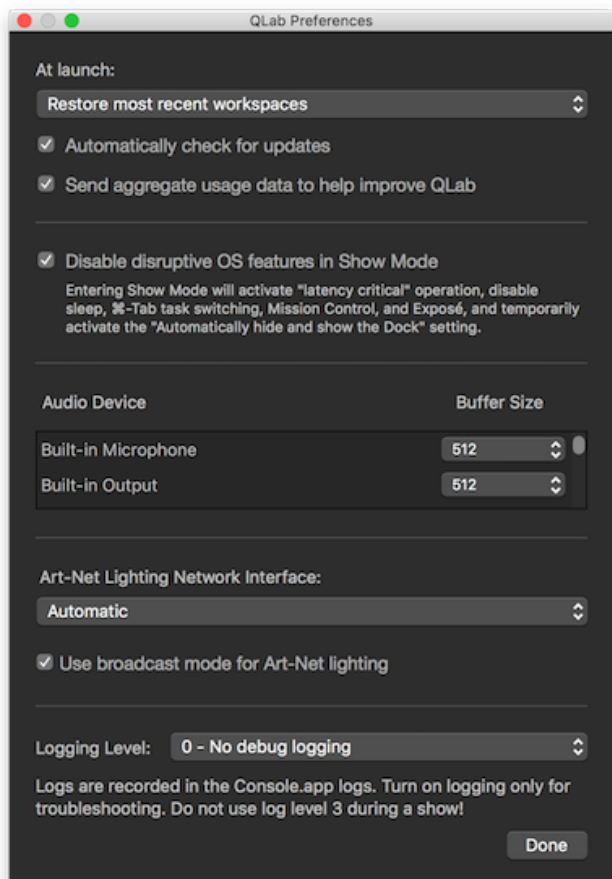 QLab Preferences
At launch:
Restore most recent workspaces
Automatically check for updates
Send aggregate usage data to help improve QLab
Disable disruptive OS features in Show Mode
Entering Show Mode will activate "latency critical" operation, disable
sleep, ⌘-Tab task switching, Mission Control, and Exposé, and temporarily
activate the "Automatically hide and show the Dock" setting.
Audio Device Buffer Size
Built-in Microphone 512
Built-in Output 512
Art-Net Lighting Network Interface:
Automatic
Use broadcast mode for Art-Net lighting
Logging Level: 0 - No debug logging
Logs are recorded in the Console.app logs. Turn on logging only for
troubleshooting. Do not use log level 3 during a show!
Done